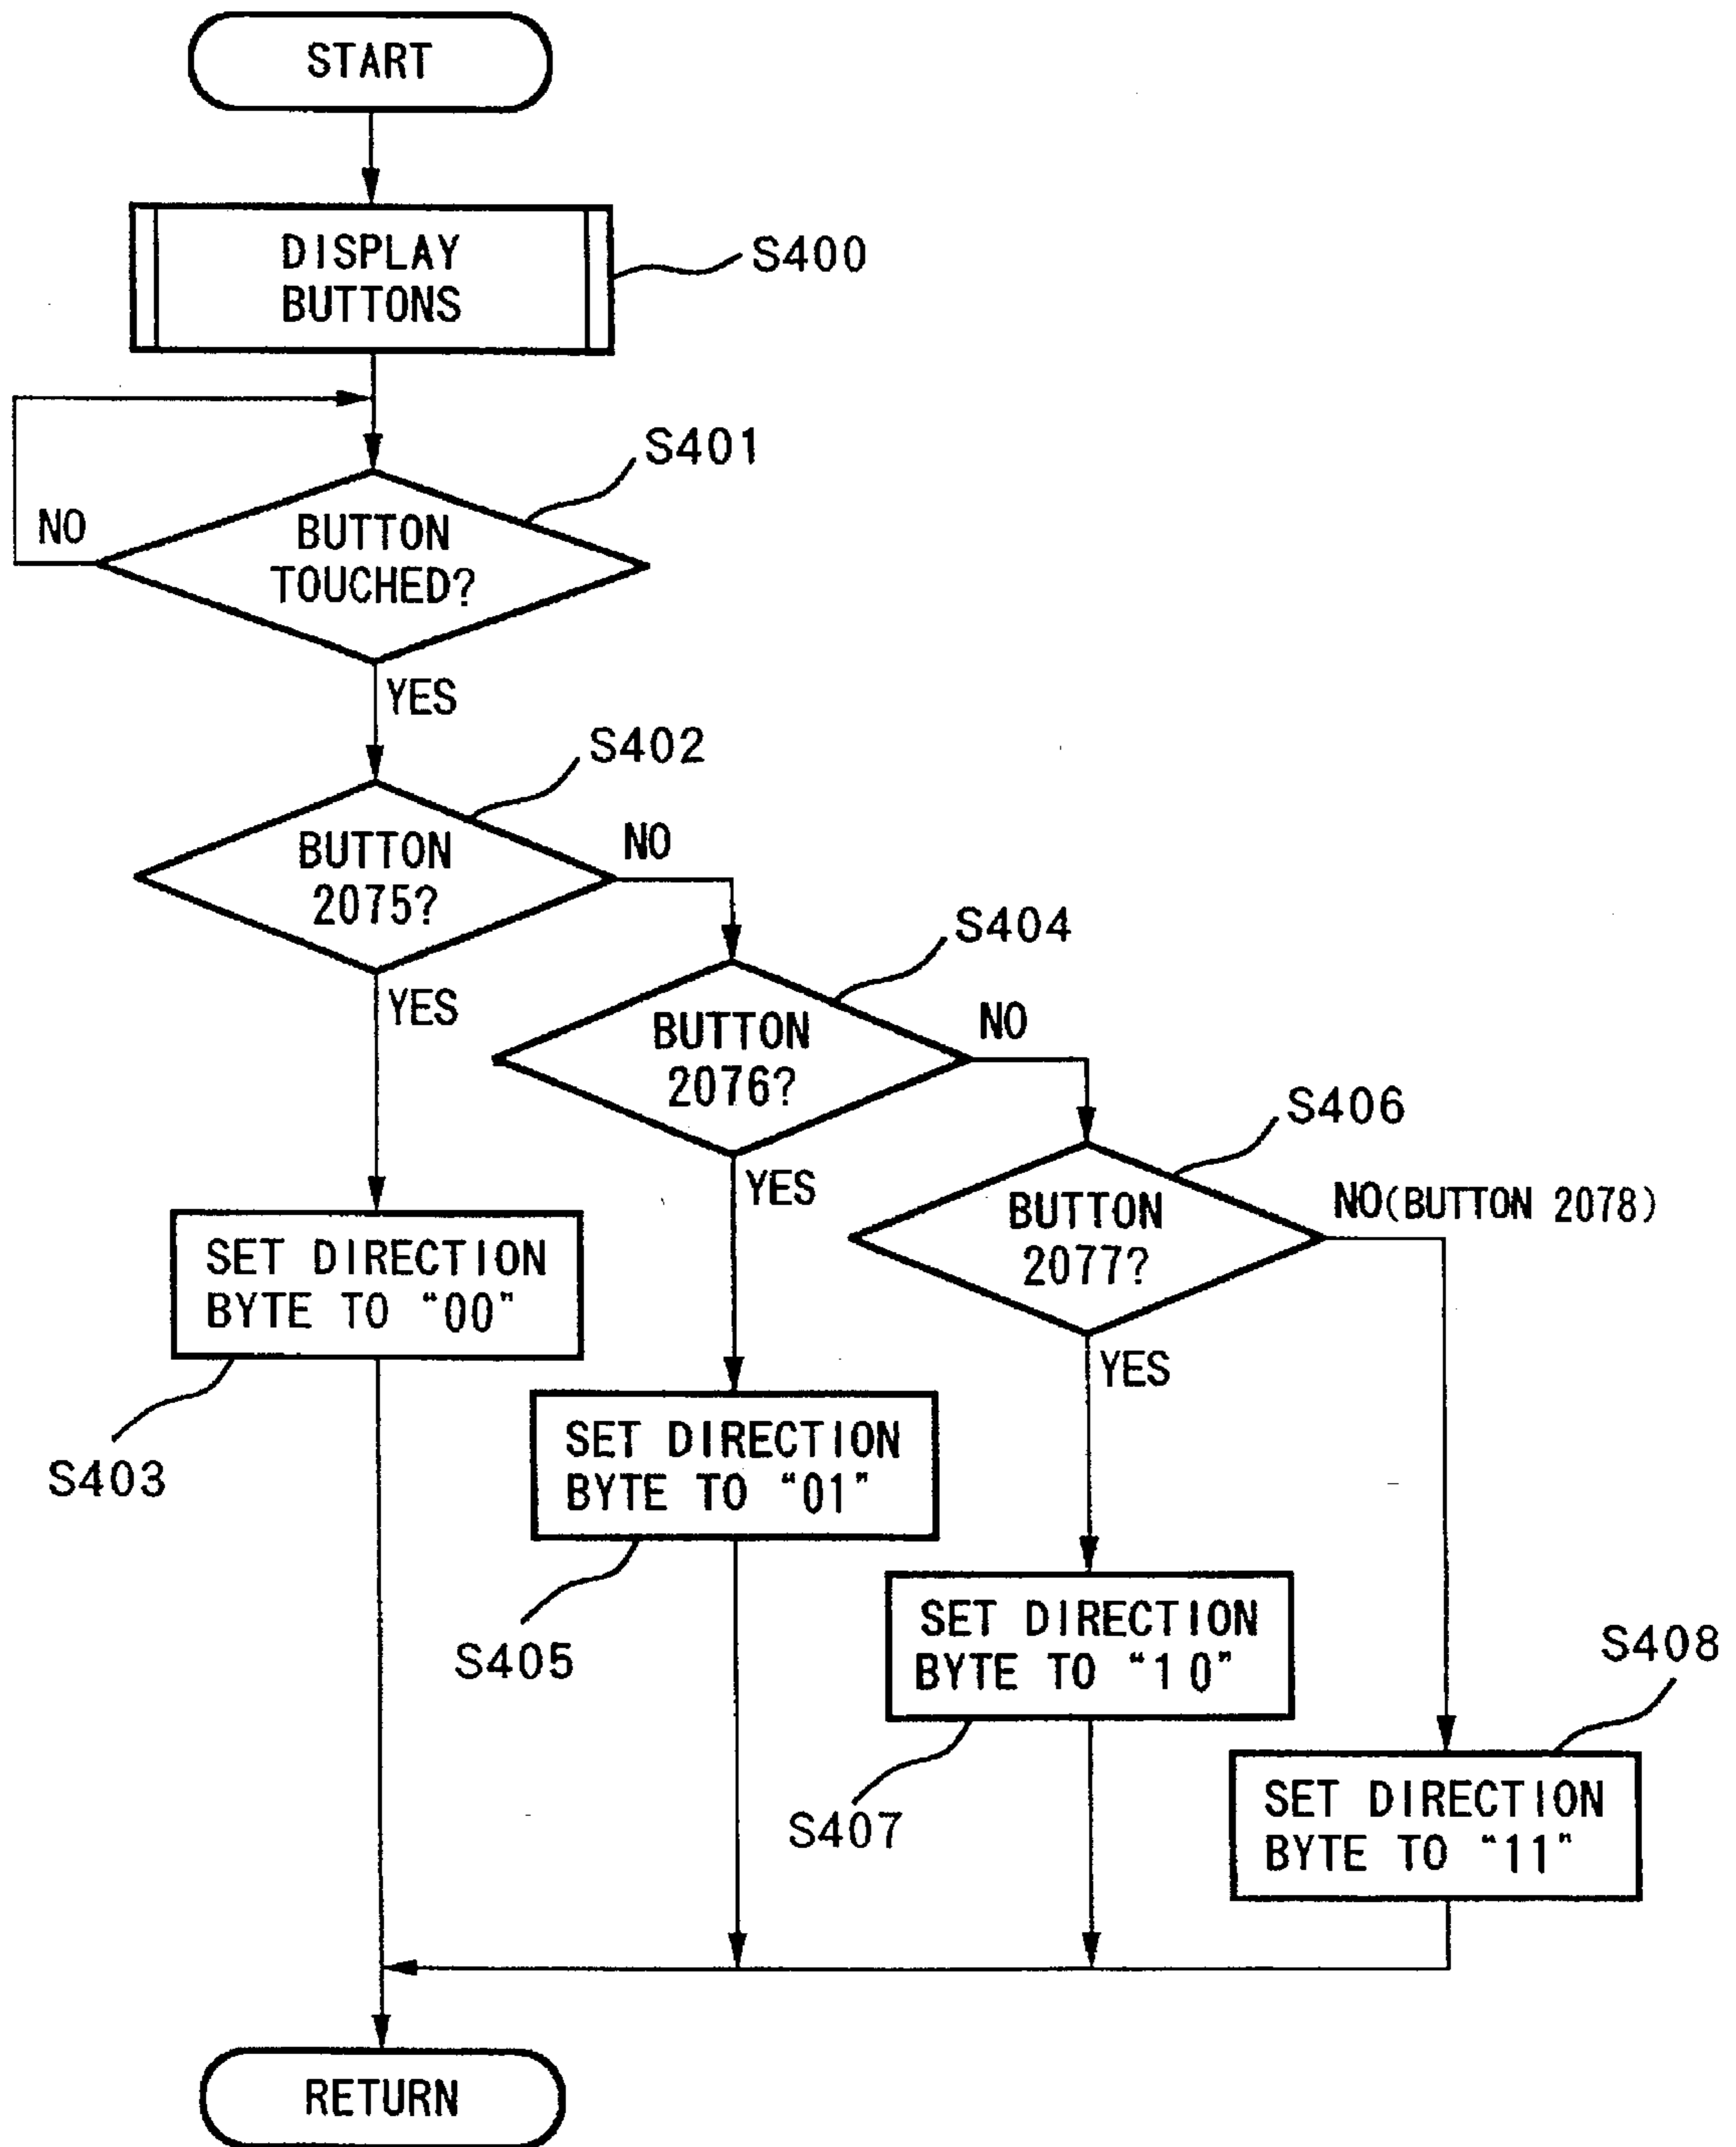 START
DISPLAY
BUTTONS
S400
S401
NO
BUTTON
TOUCHED?
YES
S402
BUTTON
2075?
NO
YES
S404
BUTTON
2076?
NO
YES
S406
BUTTON
2077?
NO(BUTTON 2078)
YES
SET DIRECTION
BYTE TO “00”
S403
SET DIRECTION
BYTE TO “01”
S405
SET DIRECTION
BYTE TO “10”
S407
S408
SET DIRECTION
BYTE TO “11”
RETURN